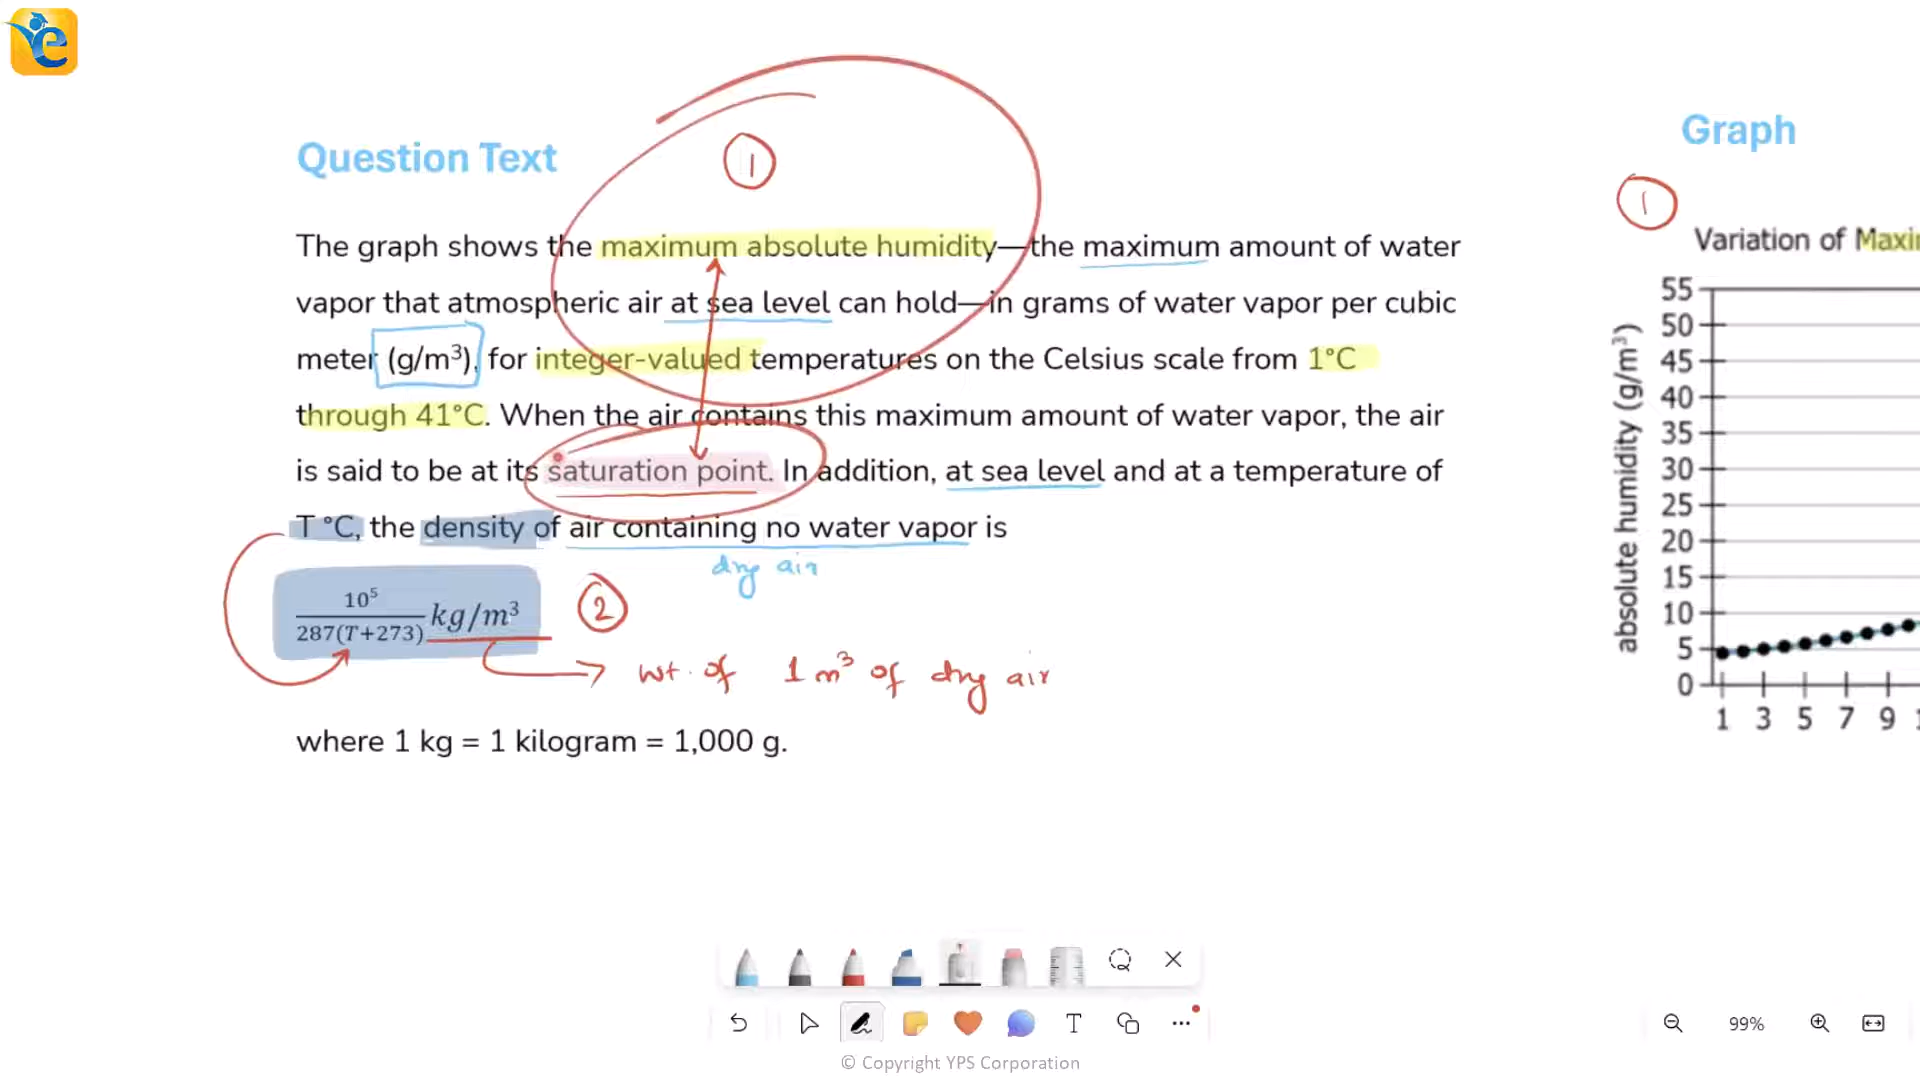 Question Text
①
The graph shows the maximum absolute humidity—the maximum amount of water
vapor that atmospheric air at sea level can hold—in grams of water vapor per cubic
meter (g/m³), for integer-valued temperatures on the Celsius scale from 1°C
through 41°C. When the air contains this maximum amount of water vapor, the air
is said to be at its saturation point. In addition, at sea level and at a temperature of
T °C, the density of air containing no water vapor is
dry air
10⁵
287(T+273)
kg/m³
②
wt. of 1 m³ of dry air
where 1 kg = 1 kilogram = 1,000 g.
Graph
①
Variation of Maxi
absolute humidity (g/m³)
55
50
45
40
35
30
25
20
15
10
5
0
1 3 5 7 9
T
99%
© Copyright YPS Corporation